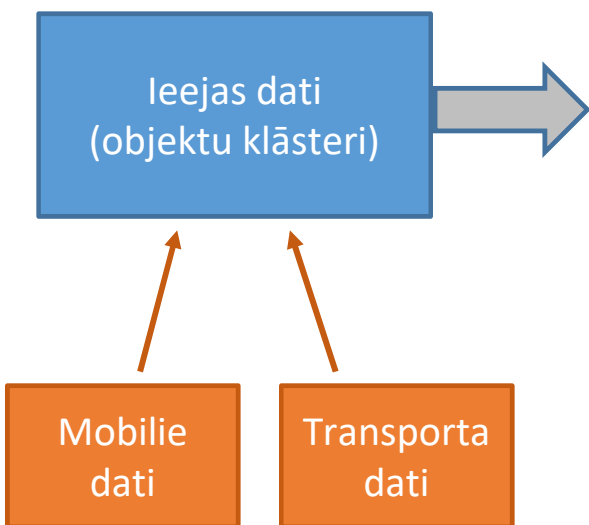 Ieejas dati
(objektu klāsteri)
Mobilie
dati
Transporta
dati